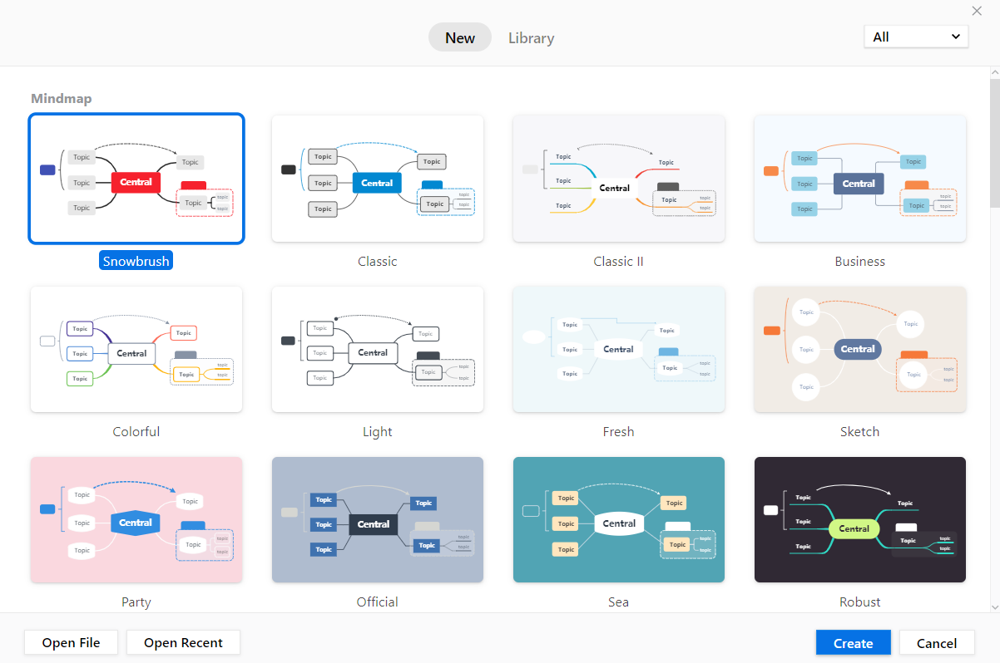 New Library All
Mindmap
Topic Topic
Topic Central
topic
Topic Topic topic
Snowbrush
Topic Topic
Topic Central
topic
Topic Topic topic
Classic
Topic Topic
Topic Central
Topic Topic topic
topic
Classic II
Topic Topic
Topic Central
topic
Topic Topic topic
Business
Topic Topic
Topic Central
topic
Topic Topic topic
Colorful
Topic Topic
Topic Central
topic
Topic Topic topic
Light
Topic Topic
Topic Central
topic
Topic Topic topic
Fresh
Topic Topic
Topic Central
topic
Topic Topic topic
Sketch
Topic Topic
Topic Central
topic
Topic Topic topic
Party
Topic Topic
Topic Central
topic
Topic Topic topic
Official
Topic Topic
Topic Central
topic
Topic Topic topic
Sea
Topic Topic
Topic Central
topic
Topic Topic topic
Robust
Open File Open Recent Create Cancel